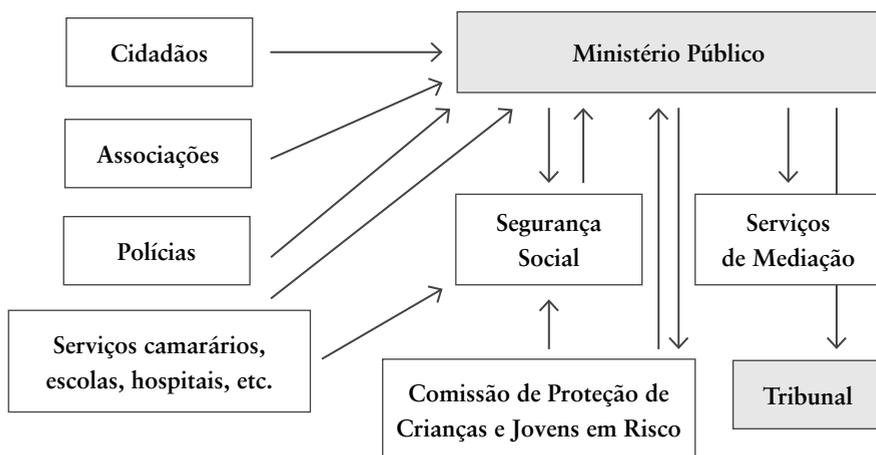 Cidadãos
Ministério Público
Associações
Polícias
Segurança
Social
Serviços
de Mediação
Serviços camarários,
escolas, hospitais, etc.
Comissão de Proteção de
Crianças e Jovens em Risco
Tribunal